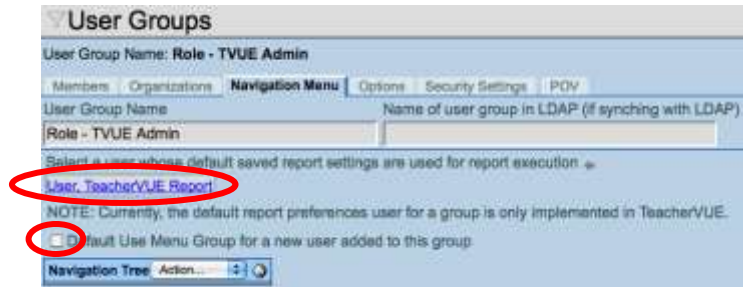 User Groups
User Group Name: Role - TVUE Admin
Members Organizations Navigation Menu Options Security Settings POV
User Group Name Name of user group in LDAP (if synching with LDAP)
Role - TVUE Admin
Select a user whose default saved report settings are used for report execution
User, TeacherVUE Report
NOTE: Currently, the default report preferences user for a group is only implemented in TeacherVUE.
Default Use Menu Group for a new user added to this group
Navigation Tree Action...